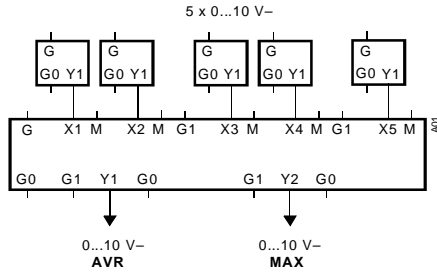 5 x 0...10 V–
G G G G G
G0 Y1 G0 Y1 G0 Y1 G0 Y1 G0 Y1
G X1 M X2 M G1 X3 M X4 M G1 X5 M
A01
G0 G1 Y1 G0 G1 Y2 G0
0...10 V– 0...10 V–
AVR MAX